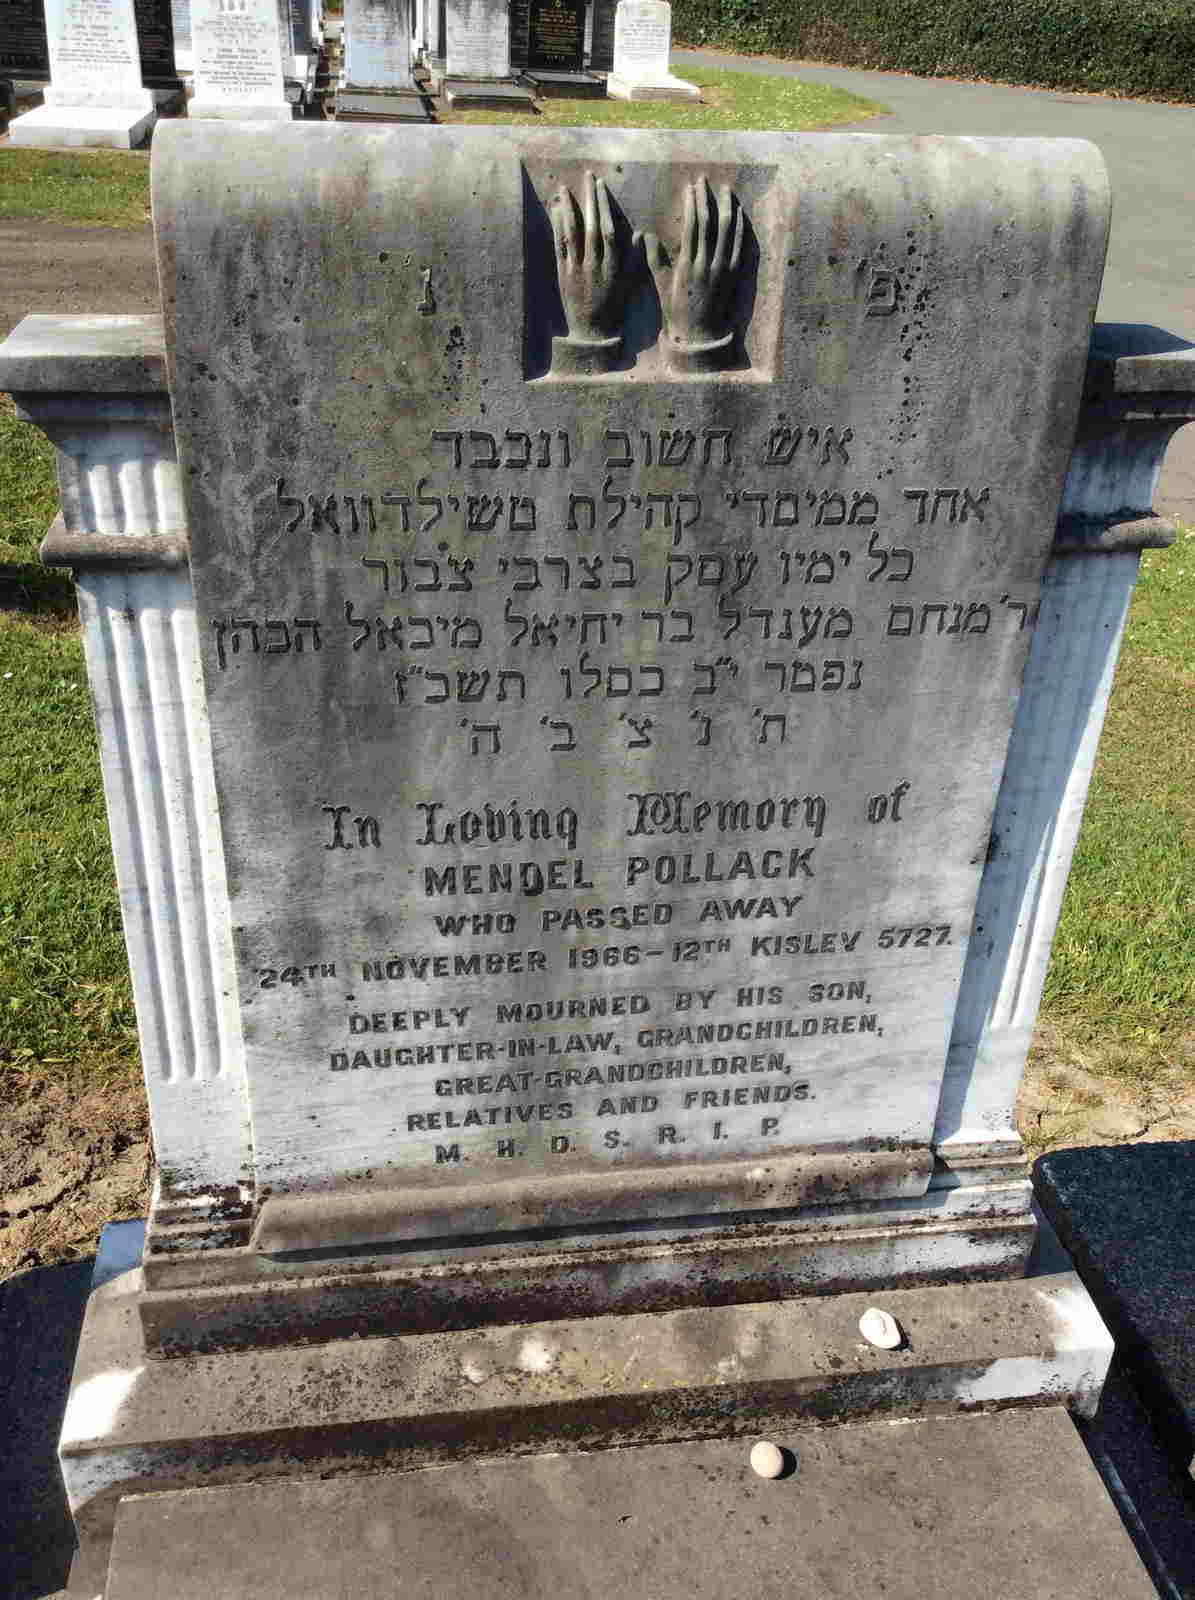 פ׳ נ׳
איש חשוב ונכבד
אחד ממיסדי קהילת טשילדוואל
כל ימיו עסק בצרכי צבור
ר׳ מנחם מענדל בר יחיאל מיכאל הכהן
נפטר י״ב כסלו תשכ״ז
ת׳ נ׳ צ׳ ב׳ ה׳
In Loving Memory of
MENDEL POLLACK
WHO PASSED AWAY
24TH NOVEMBER 1966-12TH KISLEV 5727.
DEEPLY MOURNED BY HIS SON,
DAUGHTER-IN-LAW, GRANDCHILDREN,
GREAT-GRANDCHILDREN,
RELATIVES AND FRIENDS.
M. H. D. S. R. I. P.